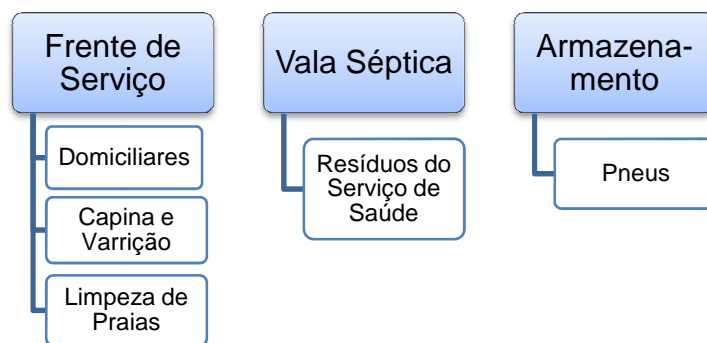 Frente de
Serviço
Domiciliares
Capina e
Varrição
Limpeza de
Praias
Vala Séptica
Resíduos do
Serviço de
Saúde
Armazena-
mento
Pneus